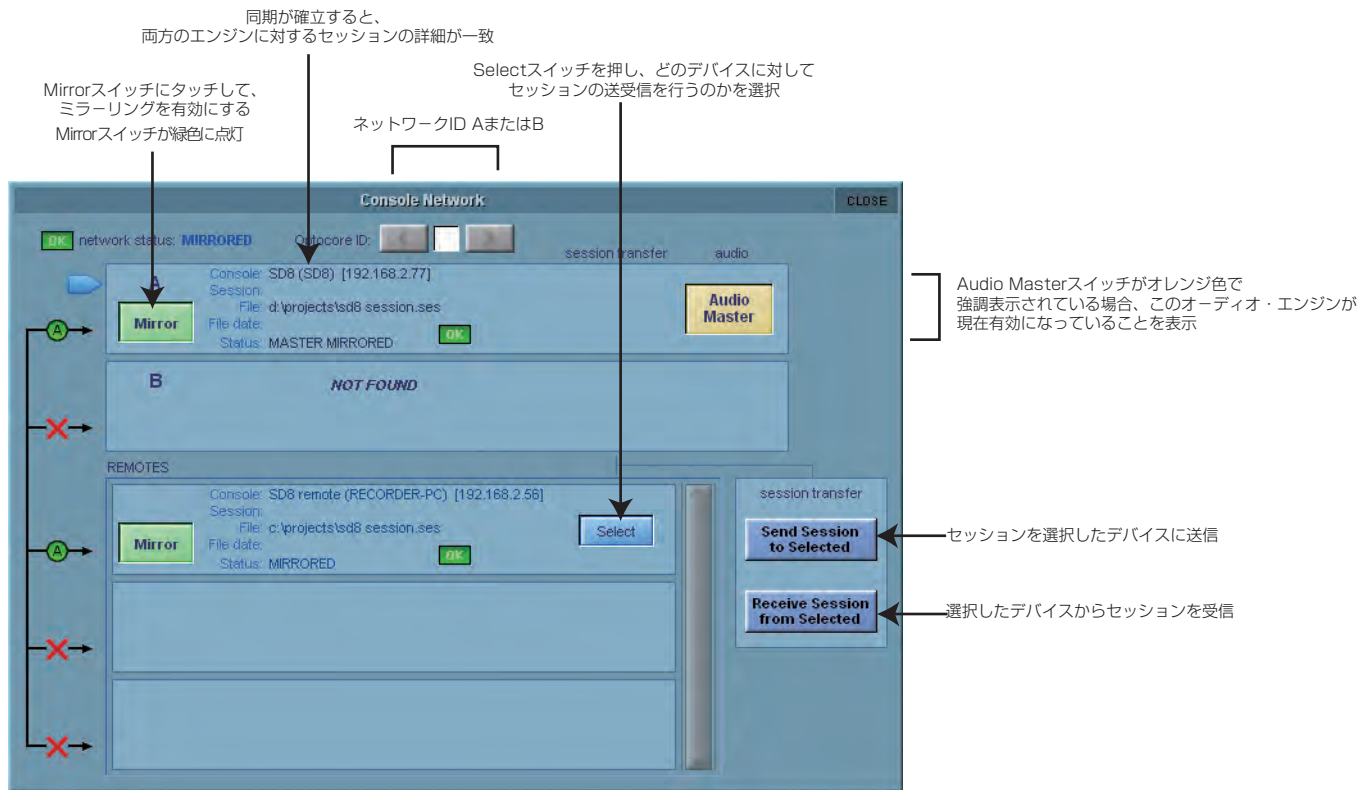 同期が確立すると、
両方のエンジンに対するセッションの詳細が一致
Selectスイッチを押し、どのデバイスに対して
セッションの送受信を行うのかを選択
Mirrorスイッチにタッチして、
ミラーリングを有効にする
Mirrorスイッチが緑色に点灯
ネットワークID AまたはB
Console Network
CLOSE
OK network status: MIRRORED
Optocore ID:
session transfer
audio
A
Console: SD8 (SD8) [192.168.2.77]
Session:
File: d:\projects\sd8 session.ses
File date:
Status: MASTER MIRRORED
OK
Mirror
Audio
Master
Audio Masterスイッチがオレンジ色で
強調表示されている場合、このオーディオ・エンジンが
現在有効になっていることを表示
A
B
NOT FOUND
REMOTES
Console: SD8 remote (RECORDER-PC) [192.168.2.56]
Session:
File: c:\projects\sd8 session.ses
File date:
Status: MIRRORED
OK
Mirror
Select
A
session transfer
Send Session
to Selected
セッションを選択したデバイスに送信
Receive Session
from Selected
選択したデバイスからセッションを受信